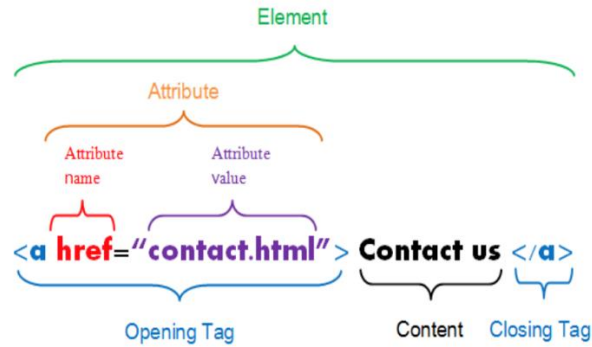 Element
Attribute
Attribute name
Attribute value
<a href=“contact.html”> Contact us </a>
Opening Tag
Content
Closing Tag